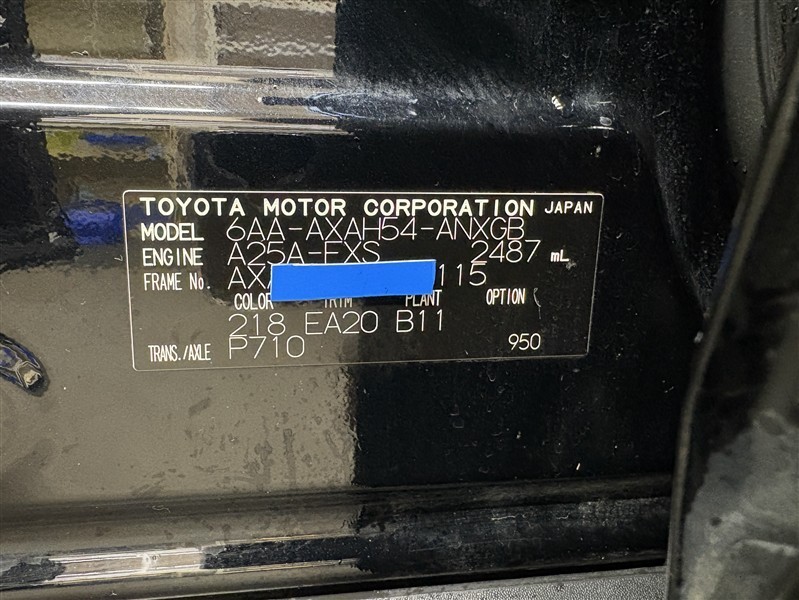 TOYOTA MOTOR CORPORATION JAPAN
MODEL 6AA-AXAH54-ANXGB
ENGINE A25A-FXS 2487 mL
FRAME No. AXA 115
COLOR TRIM PLANT OPTION
218 EA20 B11
TRANS./AXLE P710 950